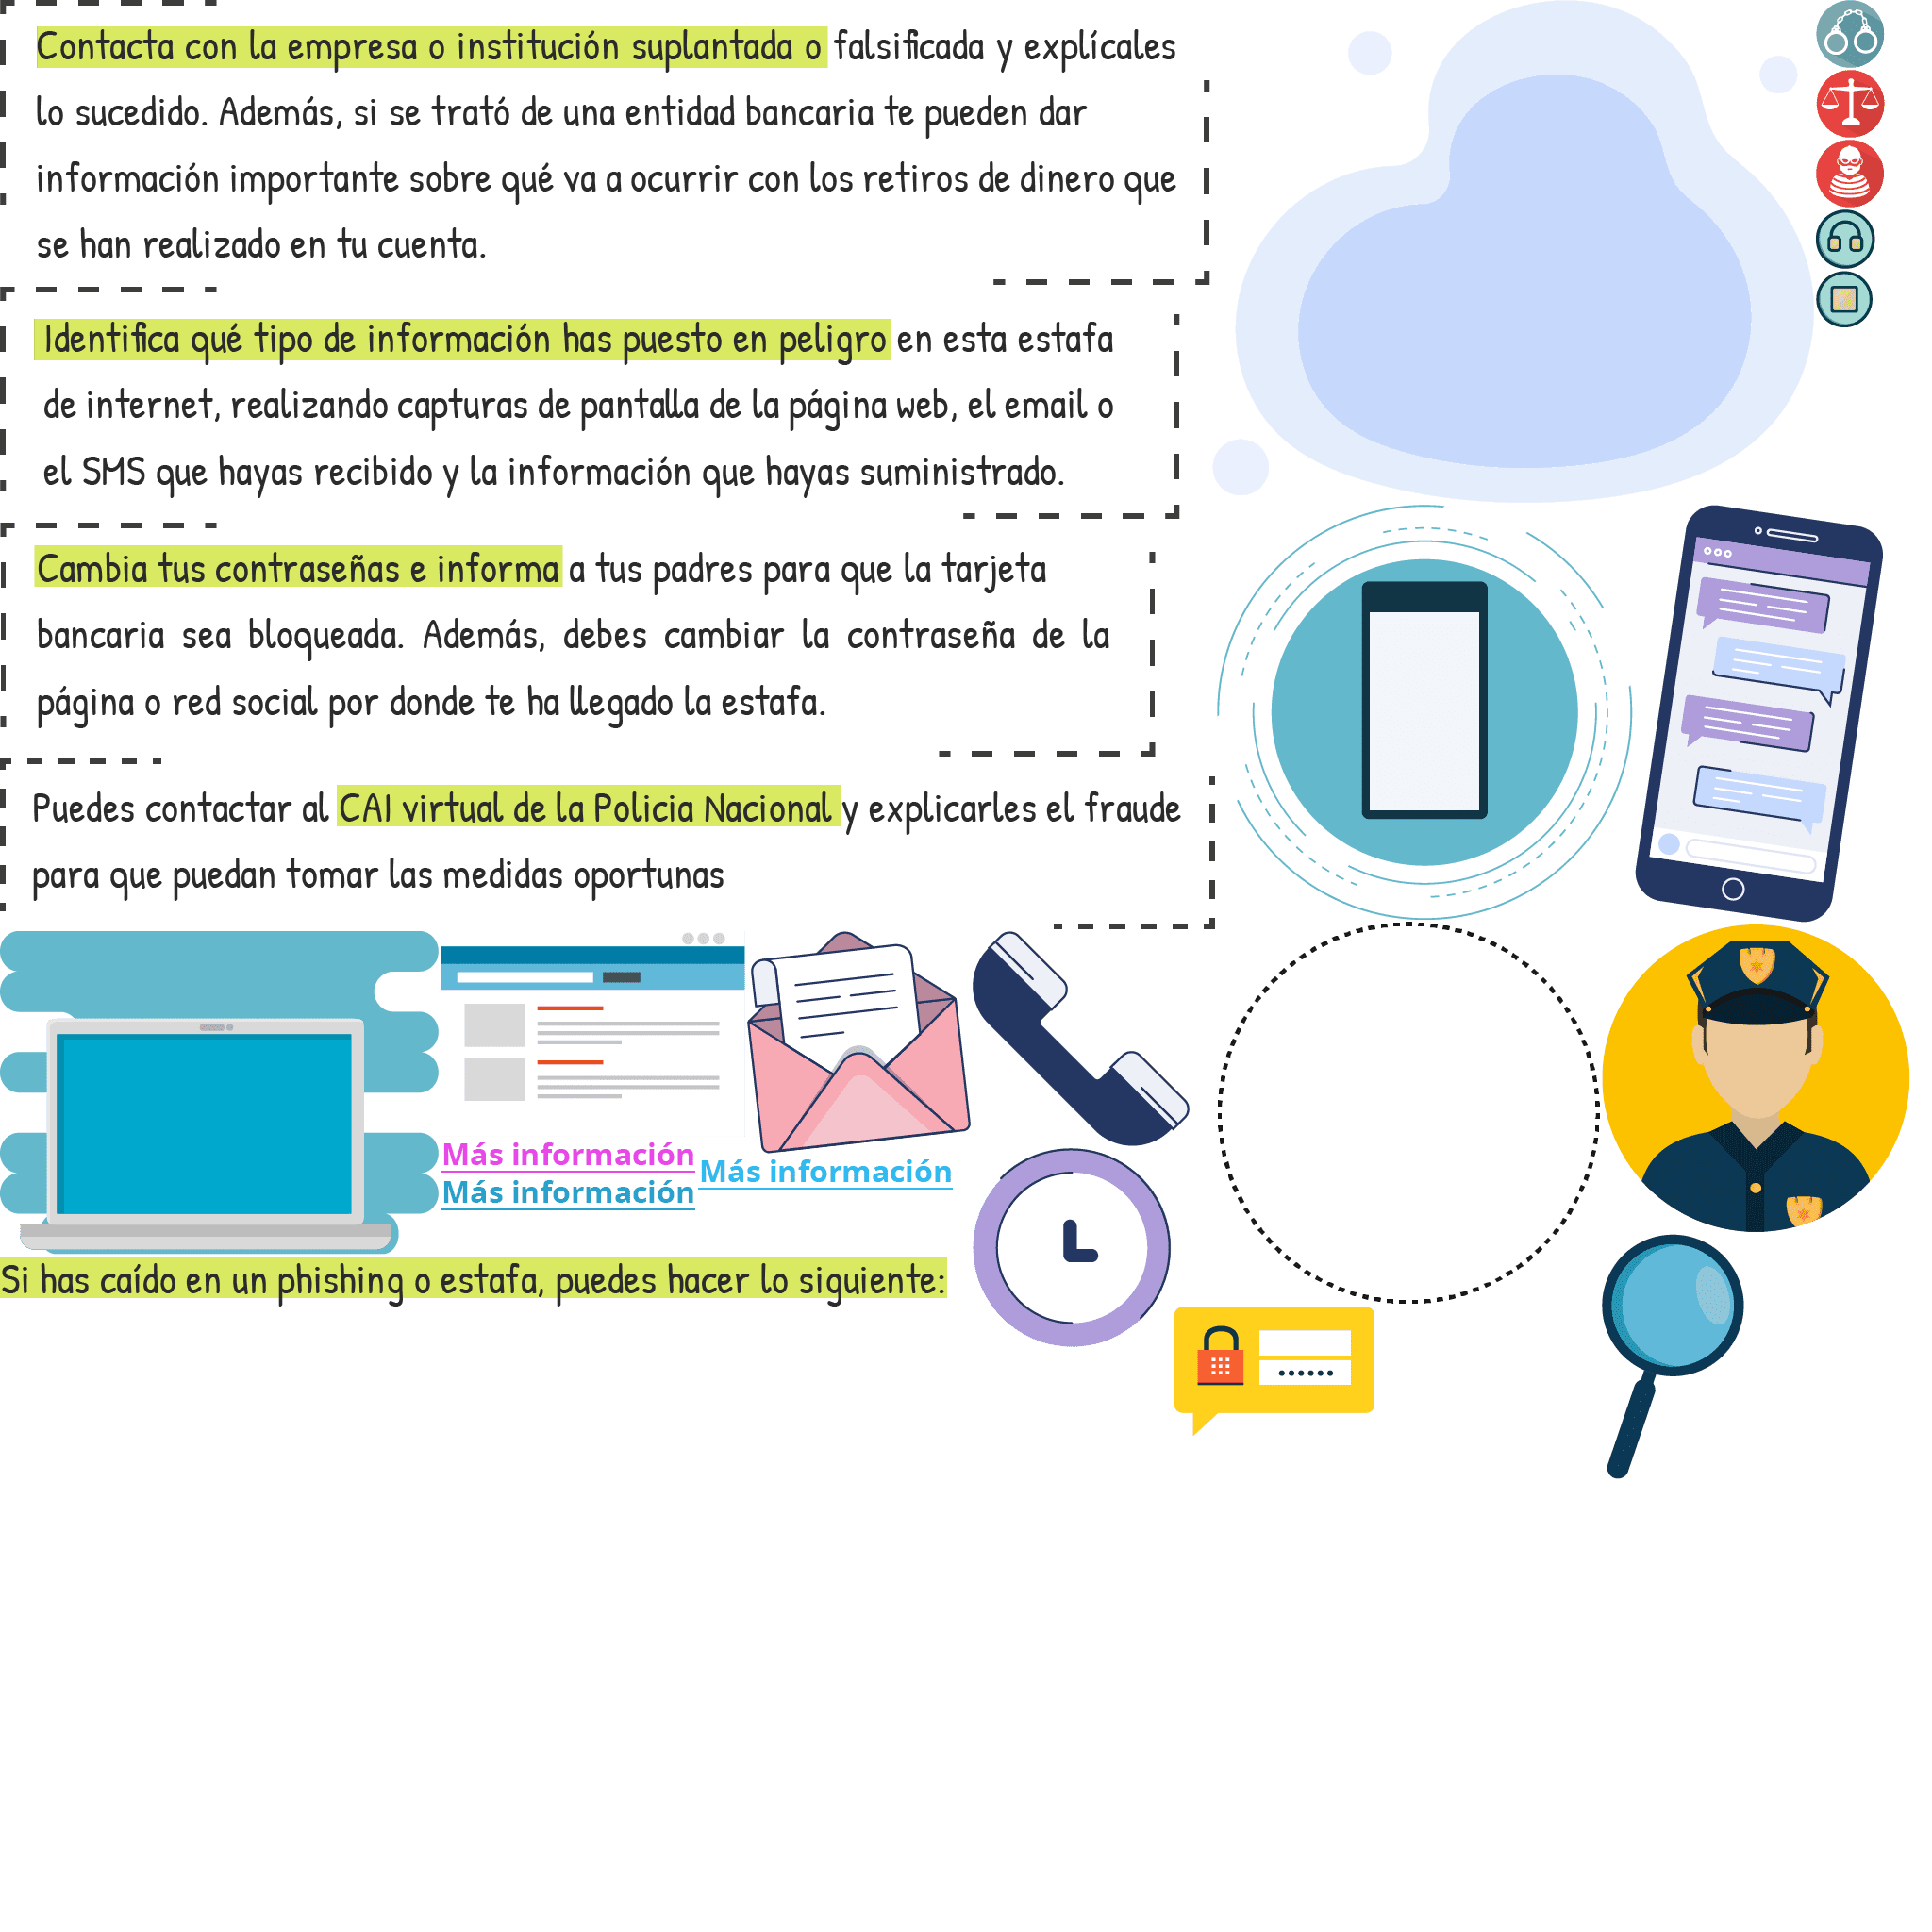 Contacta con la empresa o institución suplantada o falsificada y explícales
lo sucedido. Además, si se trató de una entidad bancaria te pueden dar
información importante sobre qué va a ocurrir con los retiros de dinero que
se han realizado en tu cuenta.
Identifica qué tipo de información has puesto en peligro en esta estafa
de internet, realizando capturas de pantalla de la página web, el email o
el SMS que hayas recibido y la información que hayas suministrado.
Cambia tus contraseñas e informa a tus padres para que la tarjeta
bancaria sea bloqueada. Además, debes cambiar la contraseña de la
página o red social por donde te ha llegado la estafa.
Puedes contactar al CAI virtual de la Policia Nacional y explicarles el fraude
para que puedan tomar las medidas oportunas
Más información
Más información
Más información
Si has caído en un phishing o estafa, puedes hacer lo siguiente: